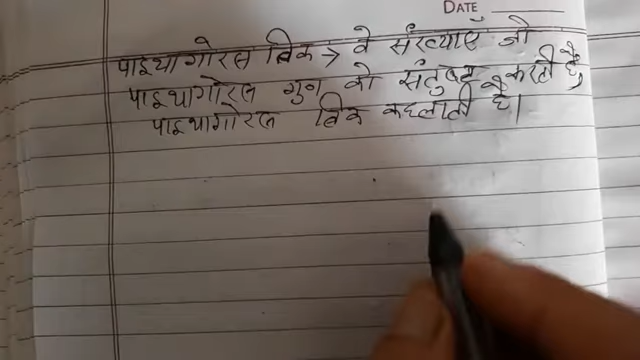 DATE
पाइथागोरस त्रिक → वे संख्याएँ जो
पाइथागोरस गुण को संतुष्ट करती है,
पाइथागोरस त्रिक कहलाती है।